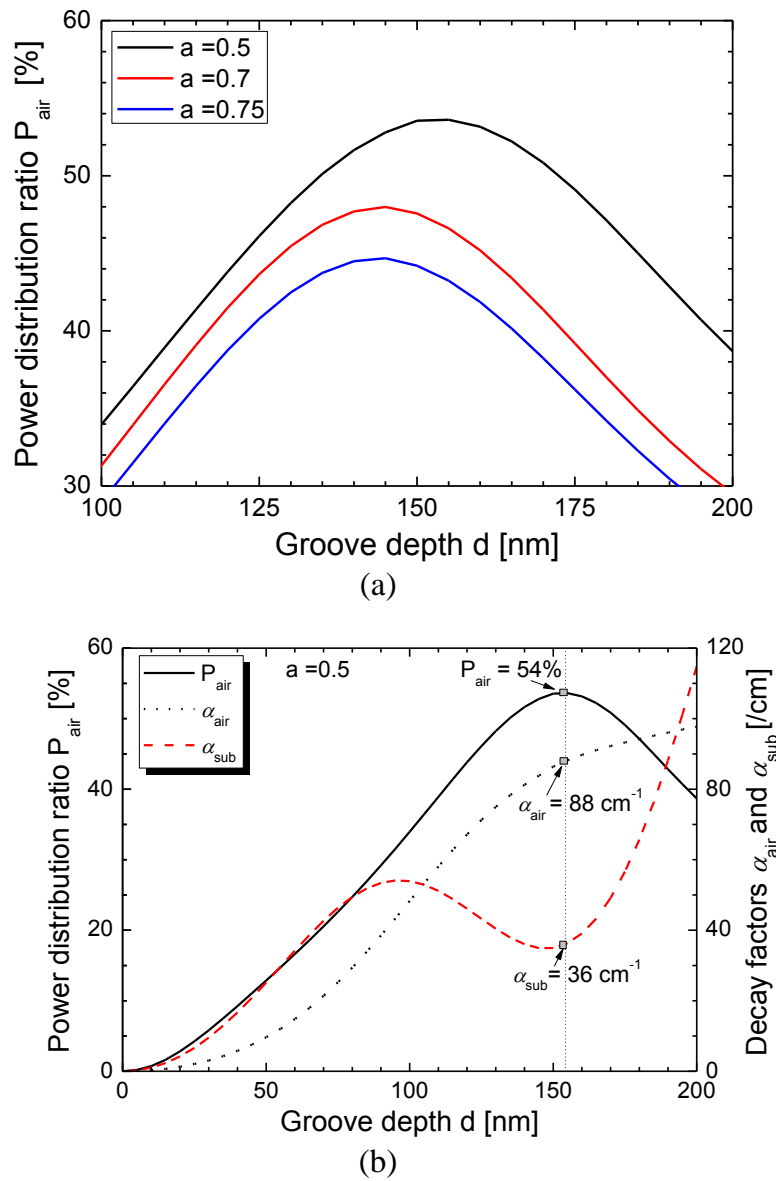 Power distribution ratio P_air [%]
60
50
40
30
a =0.5
a =0.7
a =0.75
100 125 150 175 200
Groove depth d [nm]
(a)
Power distribution ratio P_air [%]
60
40
20
0
P_air
α_air
α_sub
a =0.5
P_air = 54%
α_air = 88 cm⁻¹
α_sub = 36 cm⁻¹
120
80
40
0
Decay factors α_air and α_sub [/cm]
0 50 100 150 200
Groove depth d [nm]
(b)